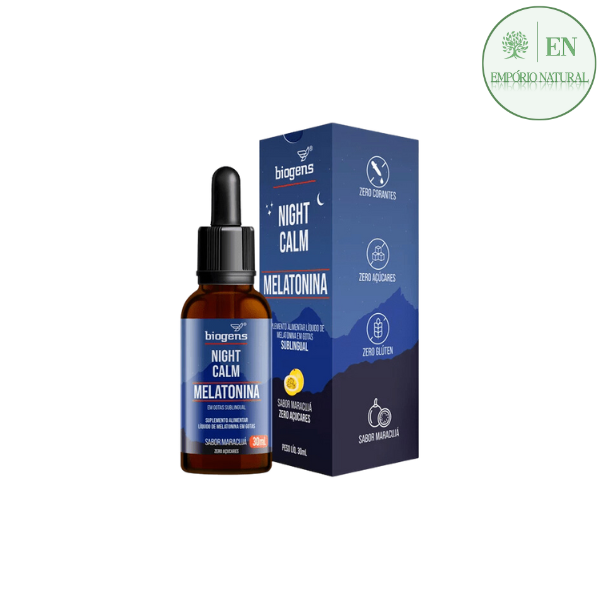 EN
EMPÓRIO NATURAL
biogens®
NIGHT
CALM
MELATONINA
SUPLEMENTO ALIMENTAR LÍQUIDO DE
MELATONINA EM GOTAS
SUBLINGUAL
SABOR MARACUJÁ
ZERO AÇÚCARES
PESO LÍQ. 30mL
ZERO CORANTES
ZERO AÇÚCARES
ZERO GLÚTEN
SABOR MARACUJÁ
biogens
NIGHT
CALM
MELATONINA
EM GOTAS SUBLINGUAL
SUPLEMENTO ALIMENTAR
LÍQUIDO DE MELATONINA EM GOTAS
SABOR MARACUJÁ 30mL
ZERO AÇÚCARES